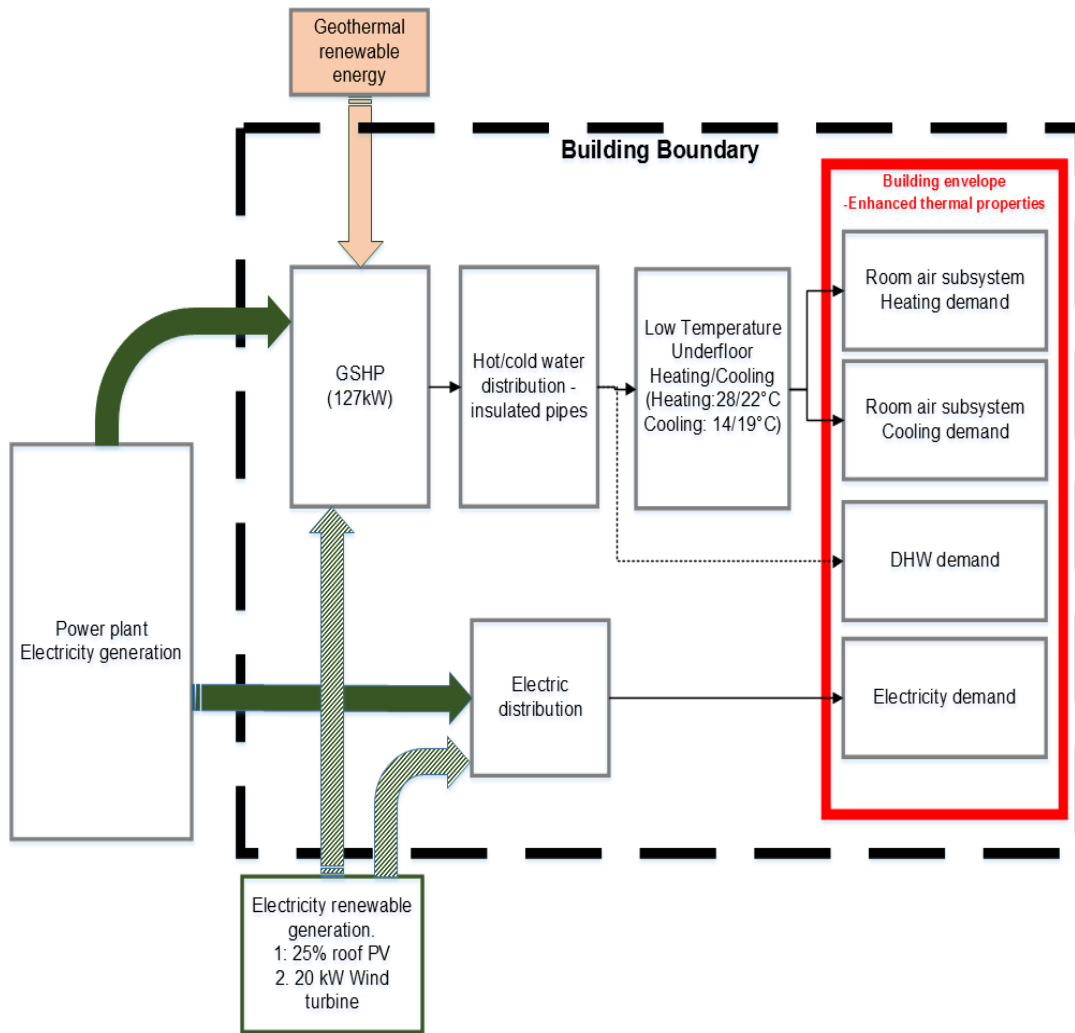 Geothermal
renewable
energy
Building Boundary
Building envelope
-Enhanced thermal properties
Room air subsystem
Heating demand
GSHP
(127kW)
Hot/cold water
distribution -
insulated pipes
Low Temperature
Underfloor
Heating/Cooling
(Heating:28/22°C
Cooling: 14/19°C)
Room air subsystem
Cooling demand
DHW demand
Power plant
Electricity generation
Electric
distribution
Electricity demand
Electricity renewable
generation.
1: 25% roof PV
2. 20 kW Wind
turbine